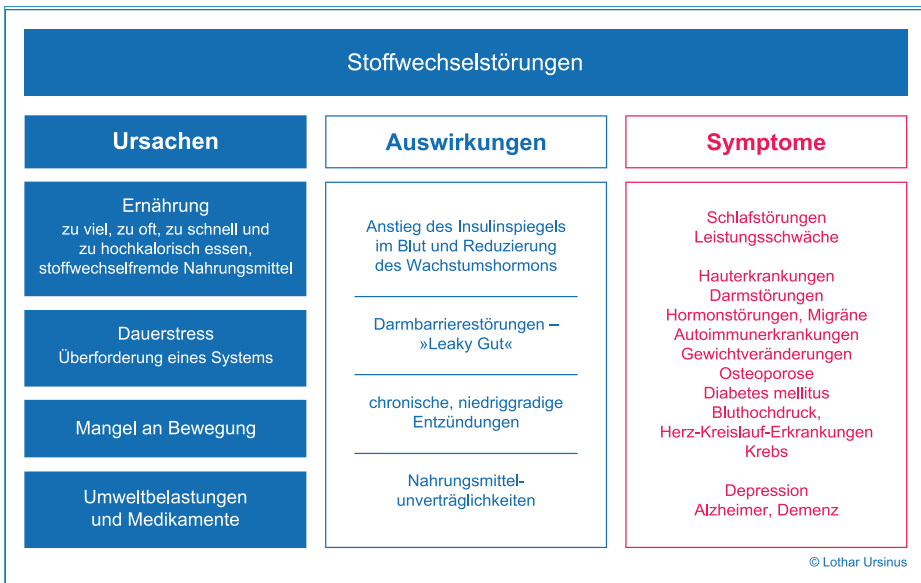 Stoffwechselstörungen
Ursachen
Ernährung
zu viel, zu oft, zu schnell und
zu hochkalorisch essen,
stoffwechselfremde Nahrungsmittel
Dauerstress
Überforderung eines Systems
Mangel an Bewegung
Umweltbelastungen
und Medikamente
Auswirkungen
Anstieg des Insulinspiegels
im Blut und Reduzierung
des Wachstumshormons
Darmbarrierestörungen –
»Leaky Gut«
chronische, niedriggradige
Entzündungen
Nahrungsmittel-
unverträglichkeiten
Symptome
Schlafstörungen
Leistungsschwäche
Hauterkrankungen
Darmstörungen
Hormonstörungen, Migräne
Autoimmunerkrankungen
Gewichtveränderungen
Osteoporose
Diabetes mellitus
Bluthochdruck,
Herz-Kreislauf-Erkrankungen
Krebs
Depression
Alzheimer, Demenz
© Lothar Ursinus